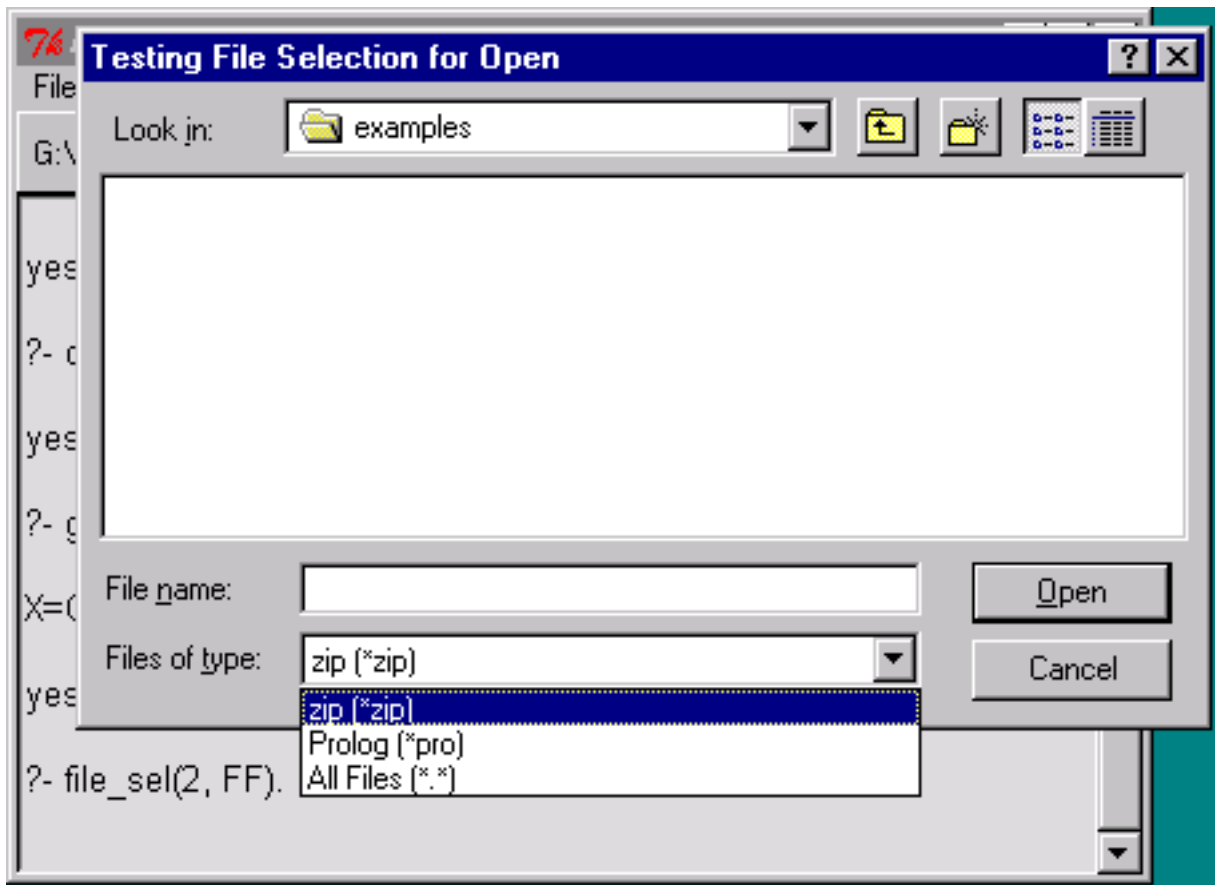 Testing File Selection for Open
File
Look in: examples
G:\
yes
?-
yes
?-
File name: Open
X=
Files of type: zip (*zip) Cancel
yes
zip (*zip)
Prolog (*pro)
All Files (*.*)
?- file_sel(2, FF).